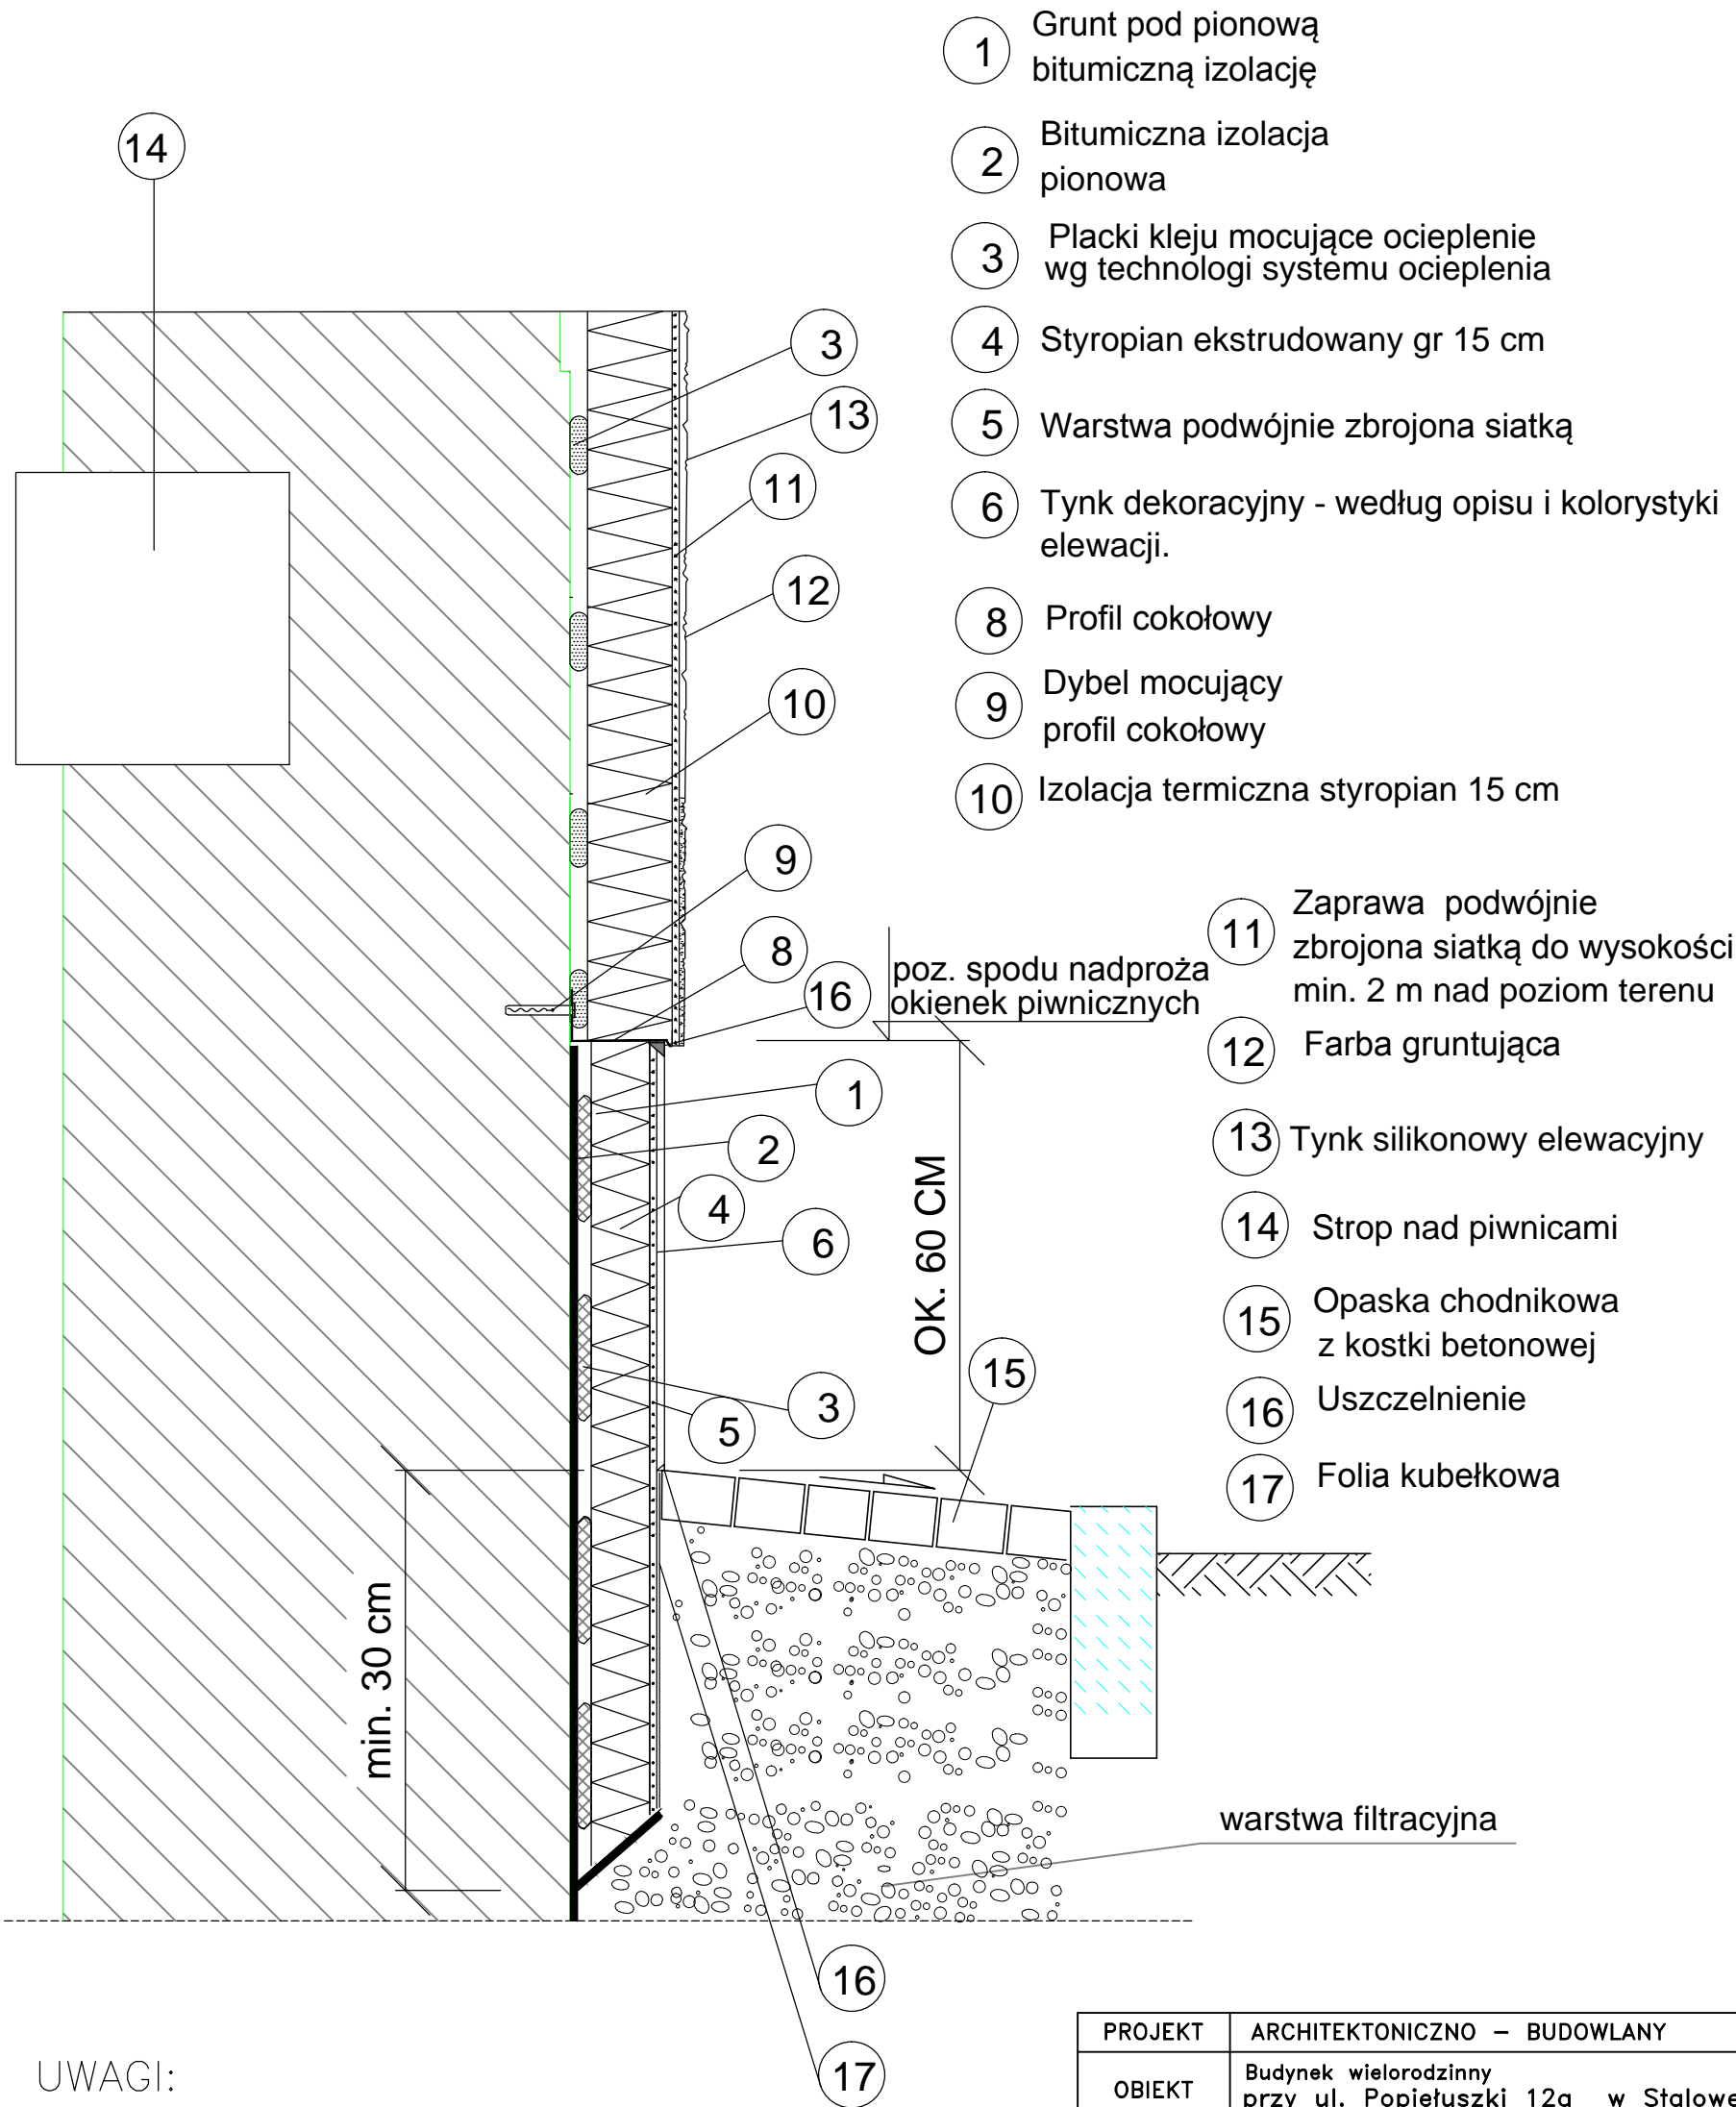 1 Grunt pod pionową
bitumiczną izolację
2 Bitumiczna izolacja
pionowa
3 Placki kleju mocujące ocieplenie
wg technologi systemu ocieplenia
4 Styropian ekstrudowany gr 15 cm
5 Warstwa podwójnie zbrojona siatką
6 Tynk dekoracyjny - według opisu i kolorystyki
elewacji.
8 Profil cokołowy
9 Dybel mocujący
profil cokołowy
10 Izolacja termiczna styropian 15 cm
11 Zaprawa podwójnie
zbrojona siatką do wysokości
min. 2 m nad poziom terenu
12 Farba gruntująca
13 Tynk silikonowy elewacyjny
14 Strop nad piwnicami
15 Opaska chodnikowa
z kostki betonowej
16 Uszczelnienie
17 Folia kubełkowa
14
3
13
11
12
10
9
8
16
poz. spodu nadproża
okienek piwnicznych
1
2
4
6
OK. 60 CM
15
3
5
min. 30 cm
warstwa filtracyjna
16
17
UWAGI:
PROJEKT ARCHITEKTONICZNO – BUDOWLANY
OBIEKT Budynek wielorodzinny
przy ul. Popiełuszki 12a w Stalowe